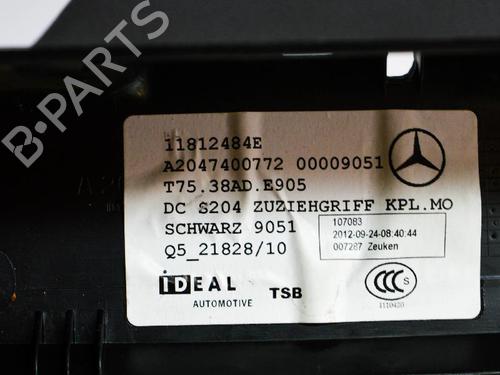 B-PARTS
11812484E
A2047400772 00009051
T75.38AD.E905
DC S204 ZUZIEHGRIFF KPL.MO
SCHWARZ 9051
107083
2012-09-24-08:40:44
007287 Zeuken
Q5_21828/10
iDEAL
AUTOMOTIVE
TSB
CCC S